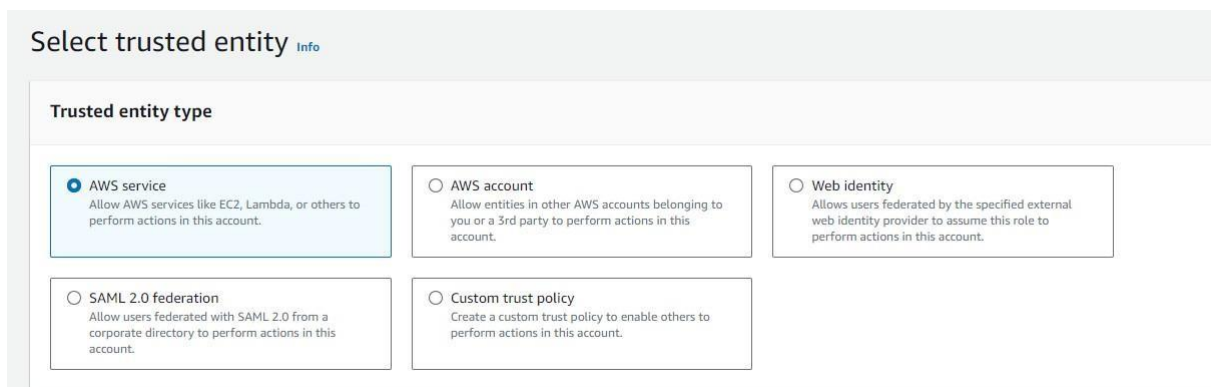 Select trusted entity Info
Trusted entity type
AWS service
Allow AWS services like EC2, Lambda, or others to
perform actions in this account.
AWS account
Allow entities in other AWS accounts belonging to
you or a 3rd party to perform actions in this
account.
Web identity
Allows users federated by the specified external
web identity provider to assume this role to
perform actions in this account.
SAML 2.0 federation
Allow users federated with SAML 2.0 from a
corporate directory to perform actions in this
account.
Custom trust policy
Create a custom trust policy to enable others to
perform actions in this account.